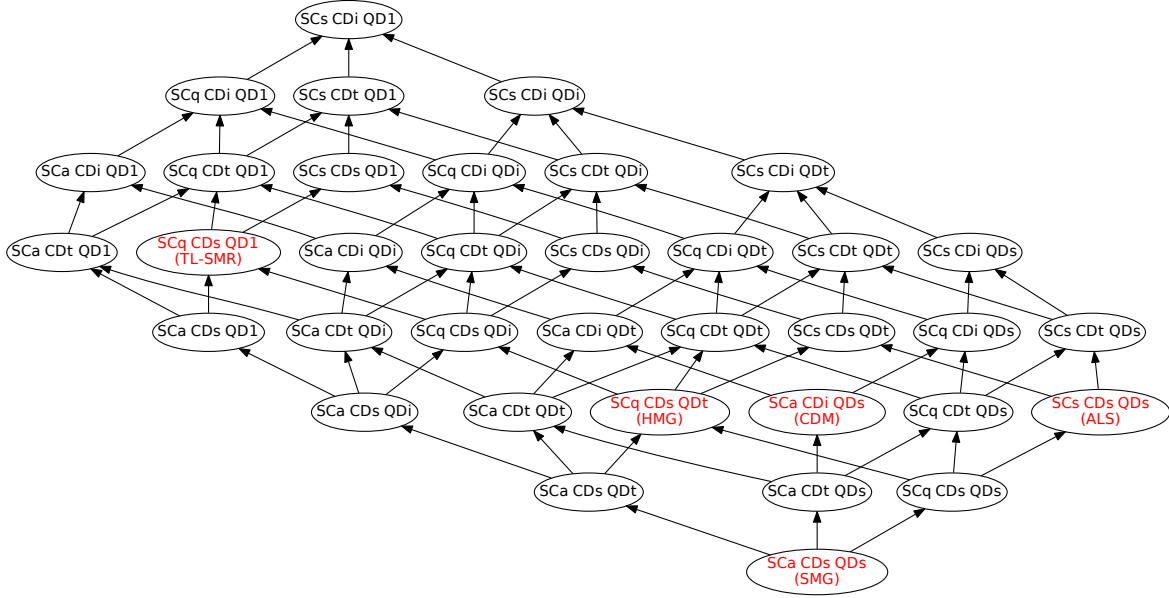 SCs CDi QD1
SCq CDi QD1
SCs CDt QD1
SCs CDi QDi
SCa CDi QD1
SCq CDt QD1
SCs CDs QD1
SCq CDi QDi
SCs CDt QDi
SCs CDi QDt
SCa CDt QD1
SCq CDs QD1
(TL-SMR)
SCa CDi QDi
SCq CDt QDi
SCs CDs QDi
SCq CDi QDt
SCs CDt QDt
SCs CDi QDs
SCa CDs QD1
SCa CDt QDi
SCq CDs QDi
SCa CDi QDt
SCq CDt QDt
SCs CDs QDt
SCq CDi QDs
SCs CDt QDs
SCa CDs QDi
SCa CDt QDt
SCq CDs QDt
(HMG)
SCa CDi QDs
(CDM)
SCq CDt QDs
SCs CDs QDs
(ALS)
SCa CDs QDt
SCa CDt QDs
SCq CDs QDs
SCa CDs QDs
(SMG)